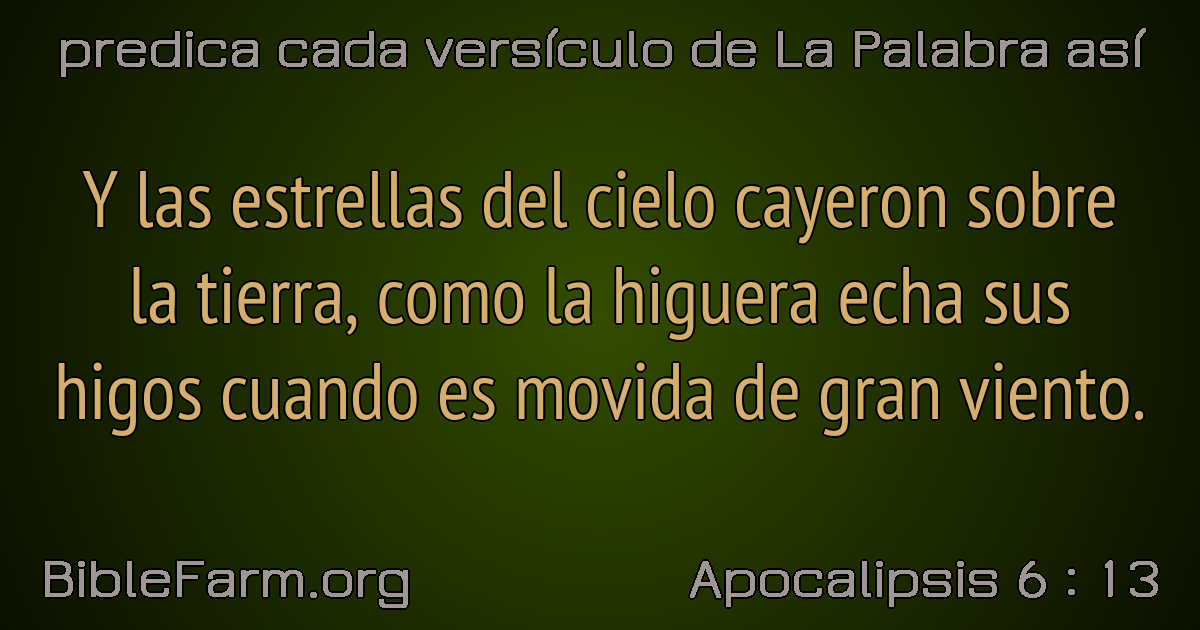 predica cada versículo de La Palabra así
Y las estrellas del cielo cayeron sobre
la tierra, como la higuera echa sus
higos cuando es movida de gran viento.
BibleFarm.org
Apocalipsis 6 : 13